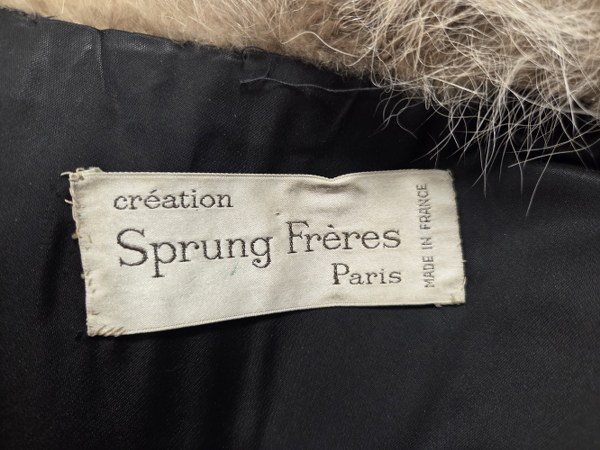 création
Sprung Frères
Paris
MADE IN FRANCE